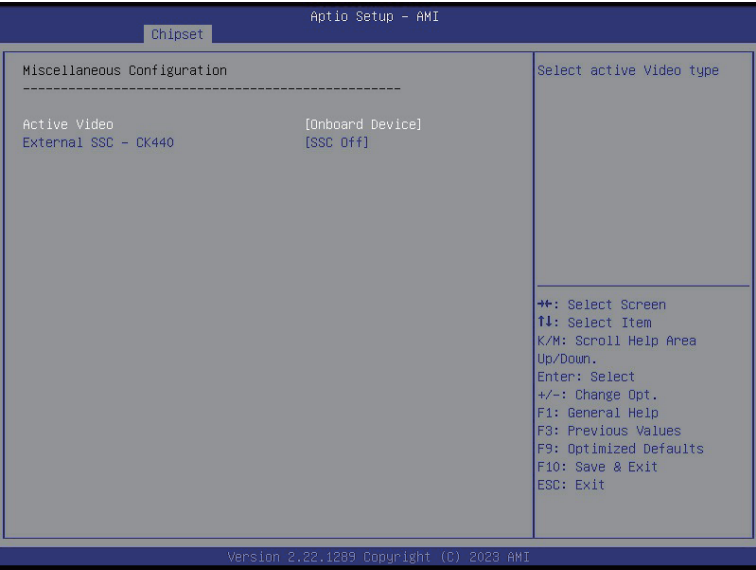 Aptio Setup – AMI
Chipset
Miscellaneous Configuration
--------------------------------------------------
Active Video [Onboard Device]
External SSC – CK440 [SSC Off]
Select active Video type
→←: Select Screen
↑↓: Select Item
K/M: Scroll Help Area
Up/Down.
Enter: Select
+/-: Change Opt.
F1: General Help
F3: Previous Values
F9: Optimized Defaults
F10: Save & Exit
ESC: Exit
Version 2.22.1289 Copyright (C) 2023 AMI